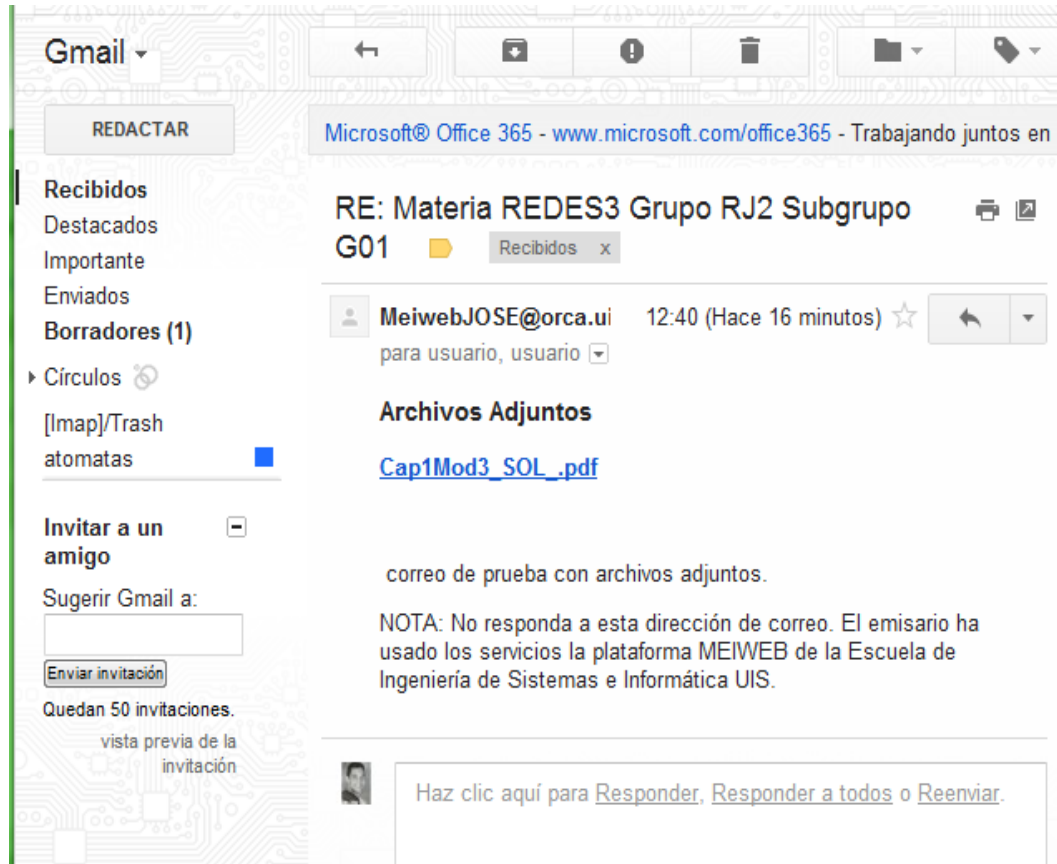 Gmail
REDACTAR
Microsoft® Office 365 - www.microsoft.com/office365 - Trabajando juntos en
Recibidos
Destacados
Importante
Enviados
Borradores (1)
Círculos
[Imap]/Trash
atomatas
Invitar a un
amigo
Sugerir Gmail a:
Enviar invitación
Quedan 50 invitaciones.
vista previa de la
invitación
RE: Materia REDES3 Grupo RJ2 Subgrupo
G01 Recibidos x
MeiwebJOSE@orca.ui 12:40 (Hace 16 minutos)
para usuario, usuario
Archivos Adjuntos
Cap1Mod3_SOL_.pdf
correo de prueba con archivos adjuntos.
NOTA: No responda a esta dirección de correo. El emisario ha
usado los servicios la plataforma MEIWEB de la Escuela de
Ingeniería de Sistemas e Informática UIS.
Haz clic aquí para Responder, Responder a todos o Reenviar.